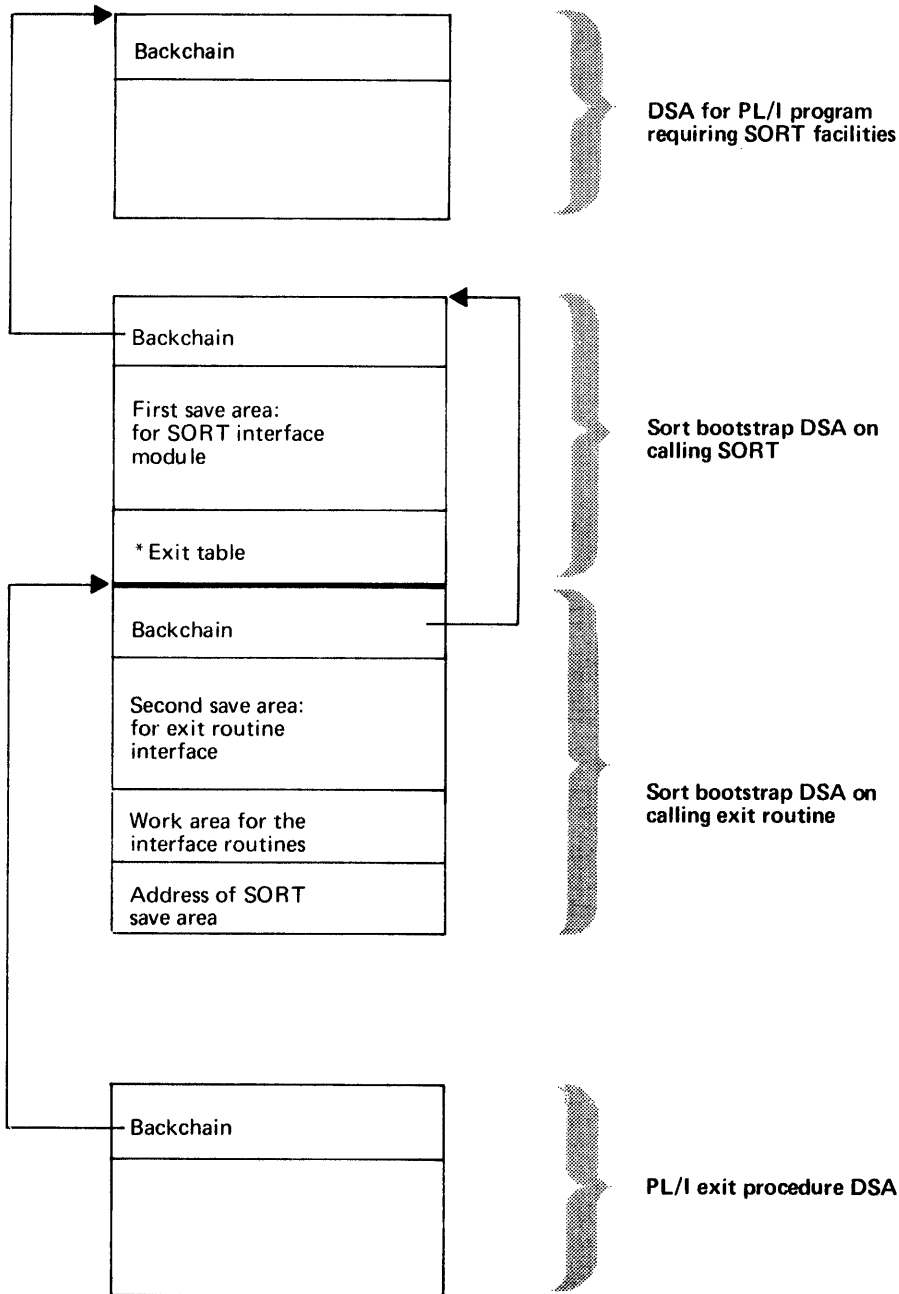 Backchain
DSA for PL/I program
requiring SORT facilities
Backchain
First save area:
for SORT interface
module
*Exit table
Sort bootstrap DSA on
calling SORT
Backchain
Second save area:
for exit routine
interface
Work area for the
interface routines
Address of SORT
save area
Sort bootstrap DSA on
calling exit routine
Backchain
PL/I exit procedure DSA